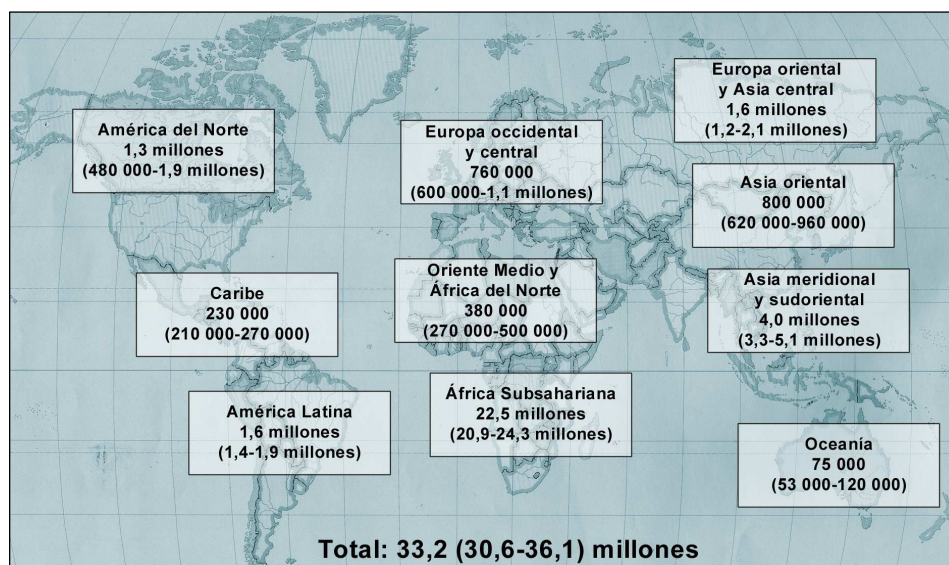 América del Norte
1,3 millones
(480 000-1,9 millones)
Europa occidental
y central
760 000
(600 000-1,1 millones)
Europa oriental
y Asia central
1,6 millones
(1,2-2,1 millones)
Asia oriental
800 000
(620 000-960 000)
Caribe
230 000
(210 000-270 000)
Oriente Medio y
África del Norte
380 000
(270 000-500 000)
Asia meridional
y sudoriental
4,0 millones
(3,3-5,1 millones)
América Latina
1,6 millones
(1,4-1,9 millones)
África Subsahariana
22,5 millones
(20,9-24,3 millones)
Oceanía
75 000
(53 000-120 000)
Total: 33,2 (30,6-36,1) millones